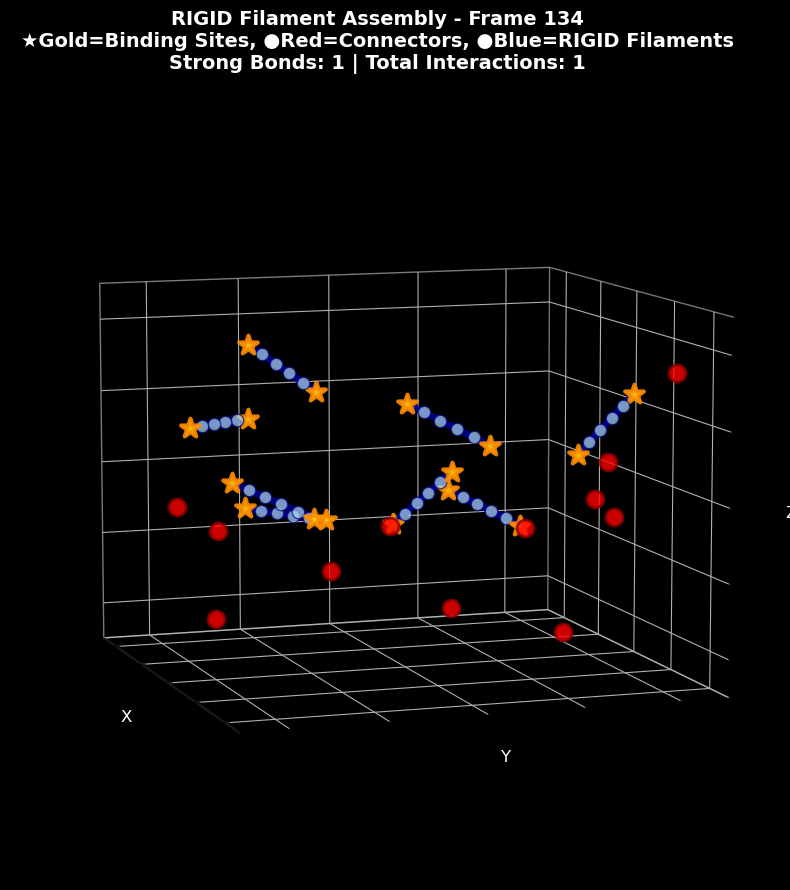 RIGID Filament Assembly - Frame 134
★Gold=Binding Sites, ●Red=Connectors, ●Blue=RIGID Filaments
Strong Bonds: 1 | Total Interactions: 1
Z
X
Y